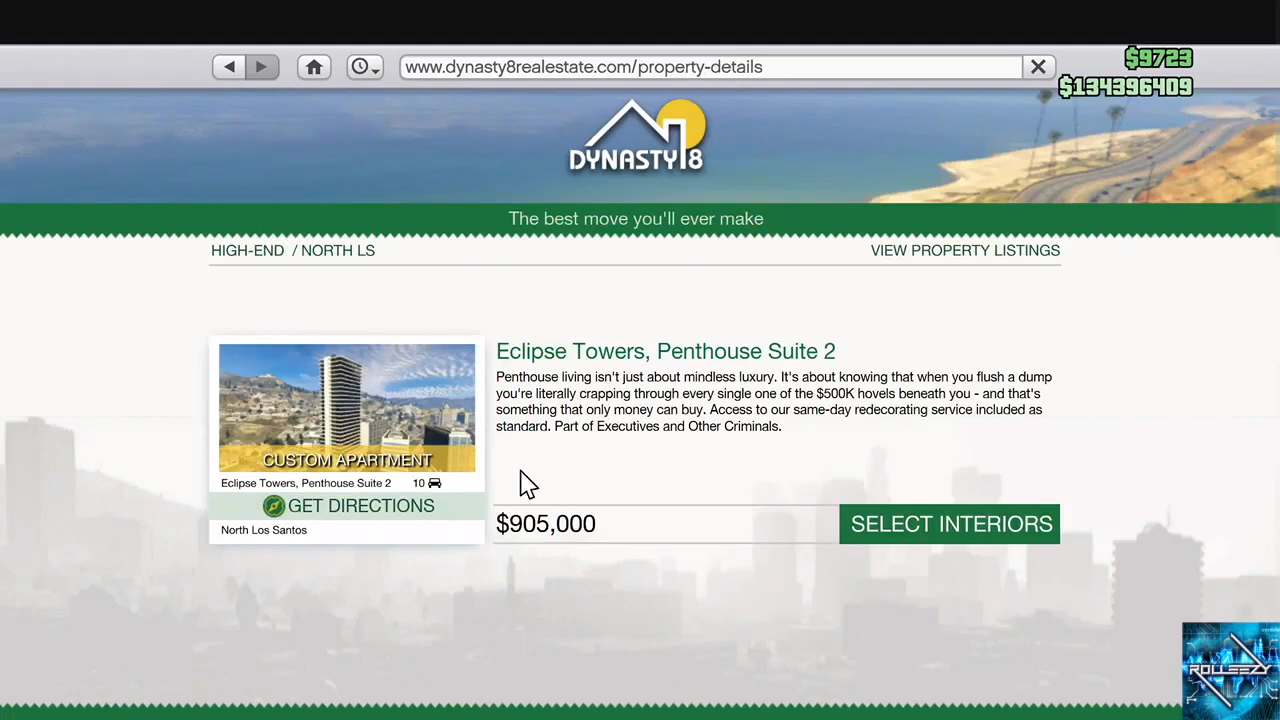 www.dynasty8realestate.com/property-details
$9723
$134396409
DYNASTY8
The best move you'll ever make
HIGH-END / NORTH LS
VIEW PROPERTY LISTINGS
CUSTOM APARTMENT
Eclipse Towers, Penthouse Suite 2 10
GET DIRECTIONS
North Los Santos
Eclipse Towers, Penthouse Suite 2
Penthouse living isn't just about mindless luxury. It's about knowing that when you flush a dump
you're literally crapping through every single one of the $500K hovels beneath you - and that's
something that only money can buy. Access to our same-day redecorating service included as
standard. Part of Executives and Other Criminals.
$905,000
SELECT INTERIORS
ROLLEEZY